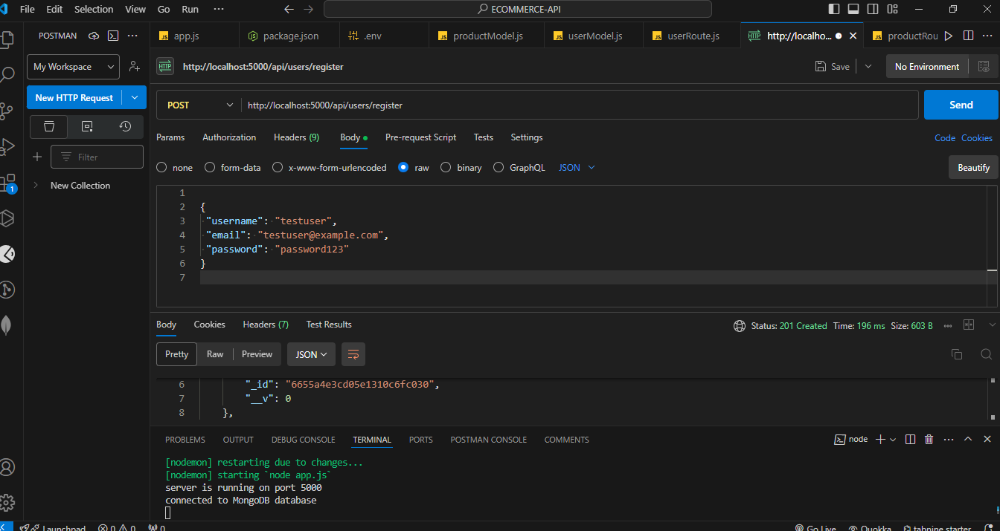 File Edit Selection View Go Run ··· ECOMMERCE-API
POSTMAN ··· app.js package.json .env productModel.js userModel.js userRoute.js http://localho... productRou ···
My Workspace http://localhost:5000/api/users/register Save No Environment
New HTTP Request
POST http://localhost:5000/api/users/register Send
Params Authorization Headers (9) Body Pre-request Script Tests Settings Code Cookies
Filter
none form-data x-www-form-urlencoded raw binary GraphQL JSON Beautify
New Collection
1
2 {
3 "username": "testuser",
4 "email": "testuser@example.com",
5 "password": "password123"
6 }
7
Body Cookies Headers (7) Test Results Status: 201 Created Time: 196 ms Size: 603 B
Pretty Raw Preview JSON
6 "_id": "6655a4e3cd05e1310c6fc030",
7 "__v": 0
8 },
PROBLEMS OUTPUT DEBUG CONSOLE TERMINAL PORTS POSTMAN CONSOLE COMMENTS node ···
[nodemon] restarting due to changes...
[nodemon] starting `node app.js`
server is running on port 5000
connected to MongoDB database
Launchpad 0 0 0 Go Live Quokka tabnine starter